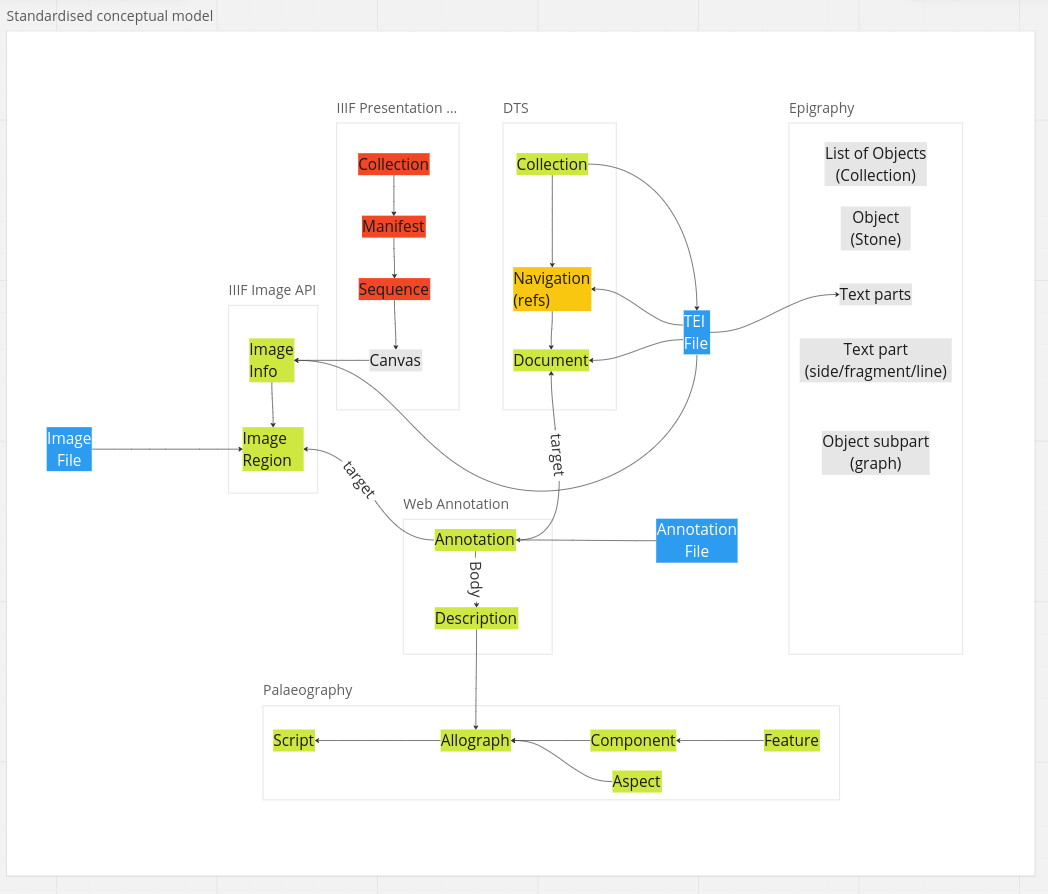 Standardised conceptual model
IIIF Presentation ...
DTS
Epigraphy
Collection
Manifest
Sequence
Canvas
Collection
Navigation
(refs)
Document
TEI
File
List of Objects
(Collection)
Object
(Stone)
Text parts
Text part
(side/fragment/line)
Object subpart
(graph)
IIIF Image API
Image
Info
Image
Region
Image
File
target
target
Web Annotation
Annotation
Body
Description
Annotation
File
Palaeography
Script
Allograph
Component
Feature
Aspect